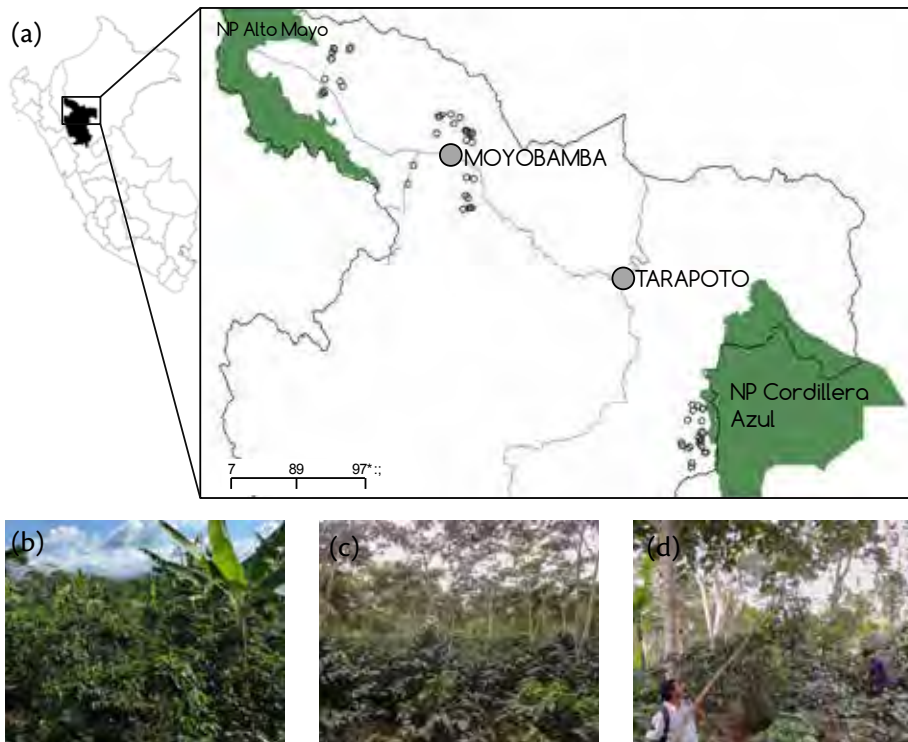 (a)
NP Alto Mayo
MOYOBAMBA
TARAPOTO
NP Cordillera
Azul
7 89 97*:;
(b)
(c)
(d)